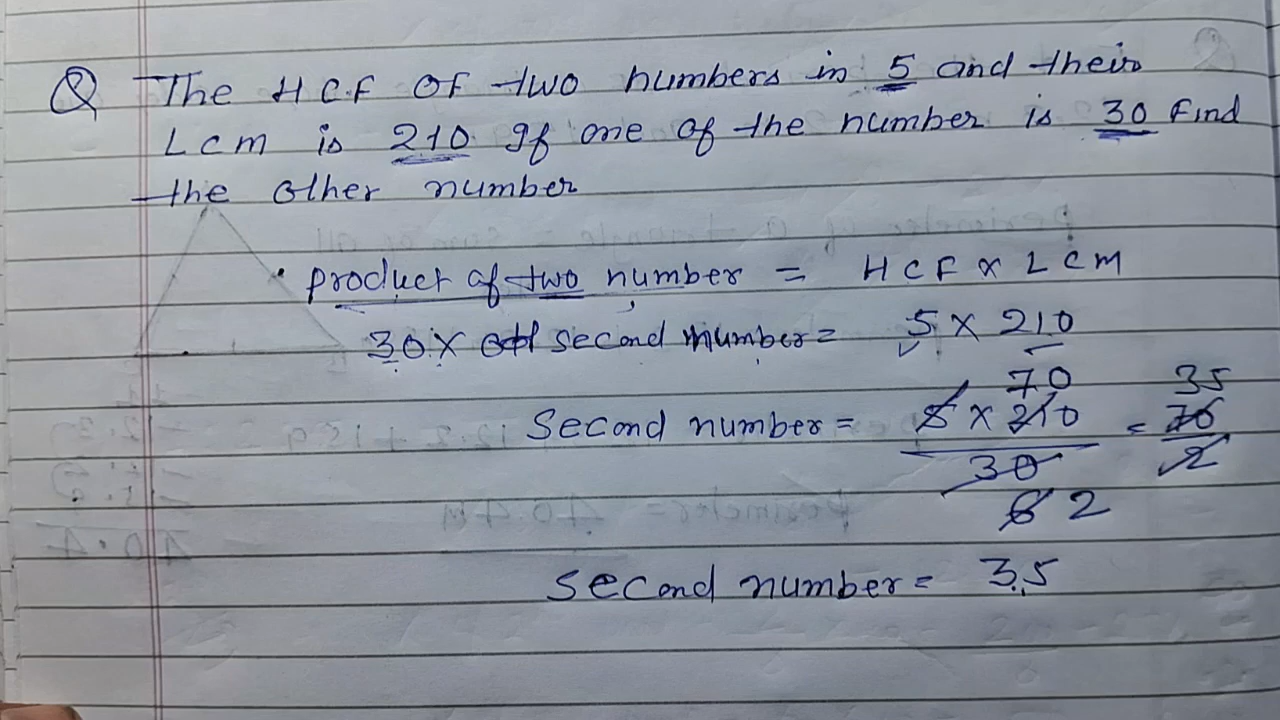 Q The HCF OF two numbers is 5 and their
LCM is 210 If one of the number is 30 Find
the other number
product of two number = HCF X LCM
30 X second number = 5 X 210
70 35
Second number = 5 X 210 = 70
30 2
6 2
Second number = 35